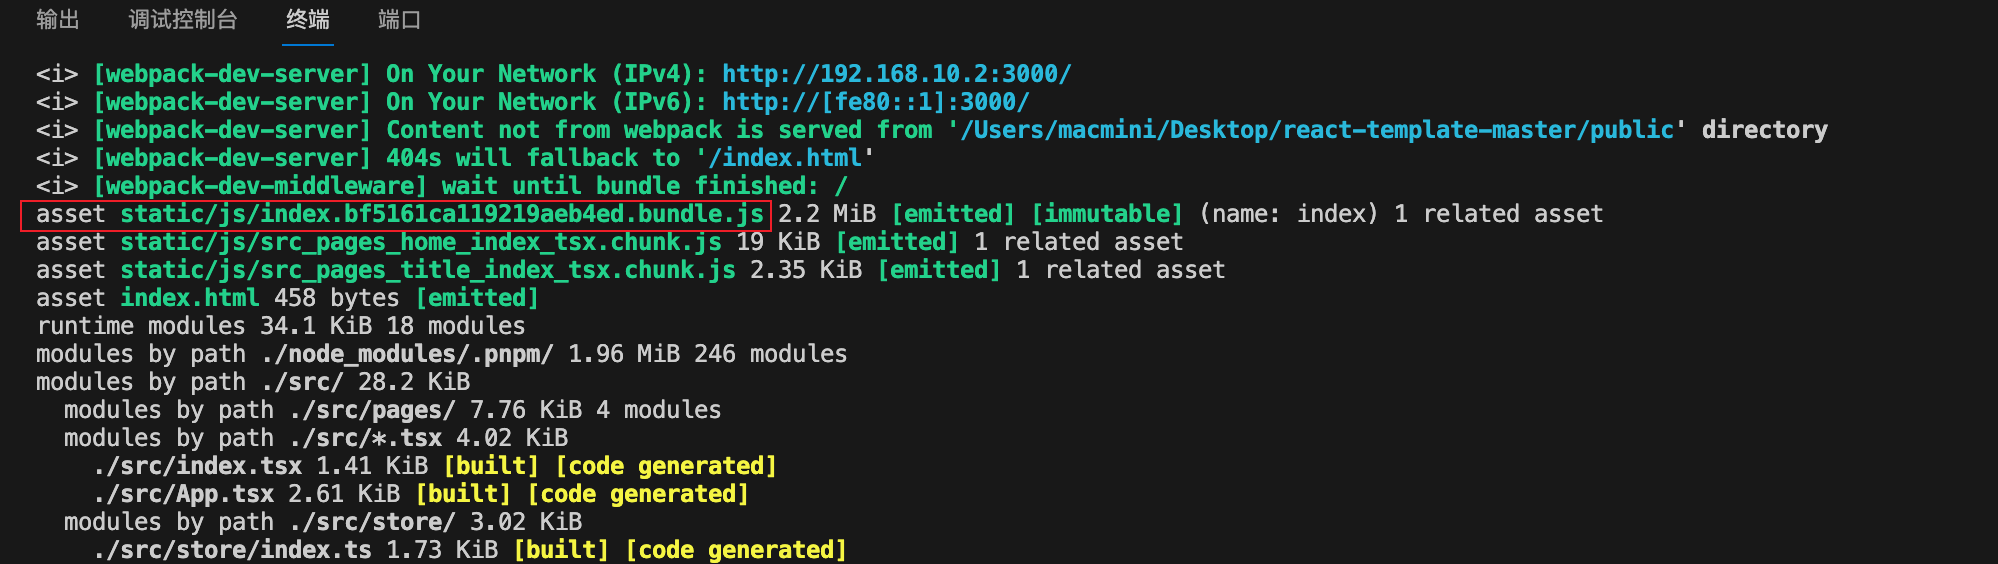 输出 调试控制台 终端 端口
<i> [webpack-dev-server] On Your Network (IPv4): http://192.168.10.2:3000/
<i> [webpack-dev-server] On Your Network (IPv6): http://[fe80::1]:3000/
<i> [webpack-dev-server] Content not from webpack is served from '/Users/macmini/Desktop/react-template-master/public' directory
<i> [webpack-dev-server] 404s will fallback to '/index.html'
<i> [webpack-dev-middleware] wait until bundle finished: /
asset static/js/index.bf5161ca119219aeb4ed.bundle.js 2.2 MiB [emitted] [immutable] (name: index) 1 related asset
asset static/js/src_pages_home_index_tsx.chunk.js 19 KiB [emitted] 1 related asset
asset static/js/src_pages_title_index_tsx.chunk.js 2.35 KiB [emitted] 1 related asset
asset index.html 458 bytes [emitted]
runtime modules 34.1 KiB 18 modules
modules by path ./node_modules/.pnpm/ 1.96 MiB 246 modules
modules by path ./src/ 28.2 KiB
modules by path ./src/pages/ 7.76 KiB 4 modules
modules by path ./src/*.tsx 4.02 KiB
./src/index.tsx 1.41 KiB [built] [code generated]
./src/App.tsx 2.61 KiB [built] [code generated]
modules by path ./src/store/ 3.02 KiB
./src/store/index.ts 1.73 KiB [built] [code generated]